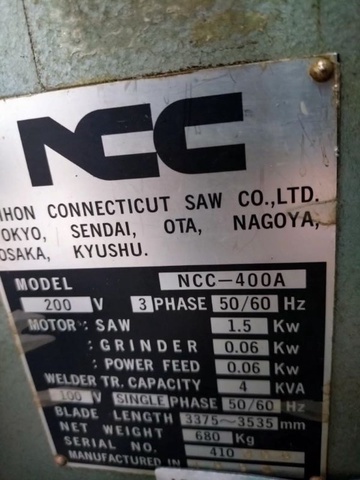 NCC
IHON CONNECTICUT SAW CO.,LTD.
OKYO, SENDAI, OTA, NAGOYA,
OSAKA, KYUSHU.
MODEL NCC-400A
200 V 3 PHASE 50/60 Hz
MOTOR: SAW 1.5 Kw
: GRINDER 0.06 Kw
: POWER FEED 0.06 Kw
WELDER TR. CAPACITY 4 KVA
100 V SINGLE PHASE 50/60 Hz
BLADE LENGTH 3375~3535 mm
NET WEIGHT 680 Kg
SERIAL NO. 410
MANUFACTURED IN